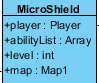 MicroShield
+player : Player
+abilityList : Array
+level : int
+map : Map1